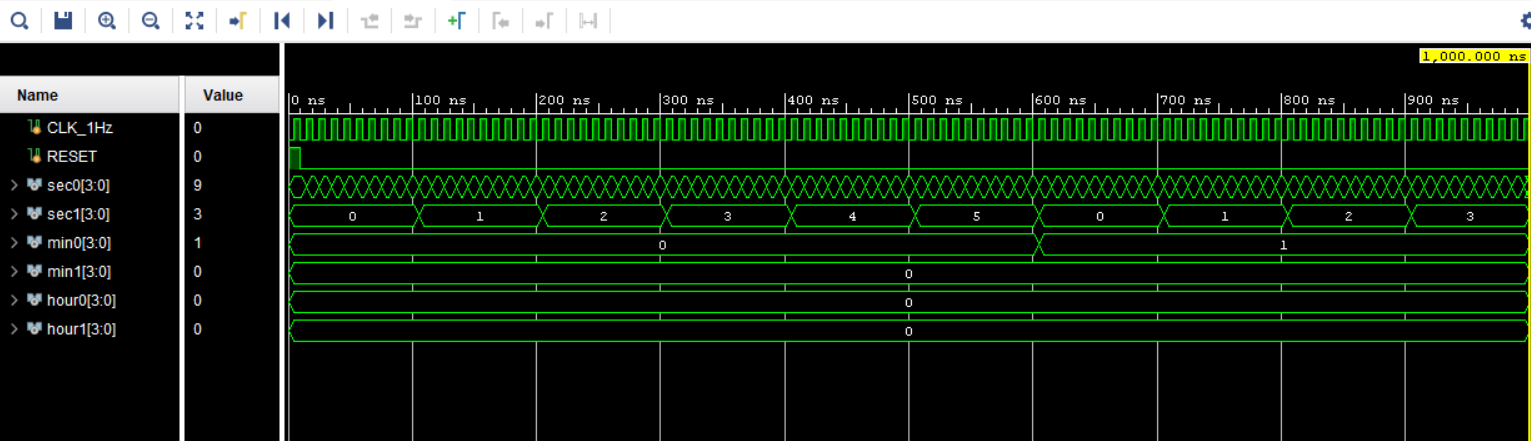 1,000.000 ns
Name Value
0 ns 100 ns 200 ns 300 ns 400 ns 500 ns 600 ns 700 ns 800 ns 900 ns
CLK_1Hz 0
RESET 0
sec0[3:0] 9
sec1[3:0] 3 0 1 2 3 4 5 0 1 2 3
min0[3:0] 1 0 1
min1[3:0] 0 0
hour0[3:0] 0 0
hour1[3:0] 0 0